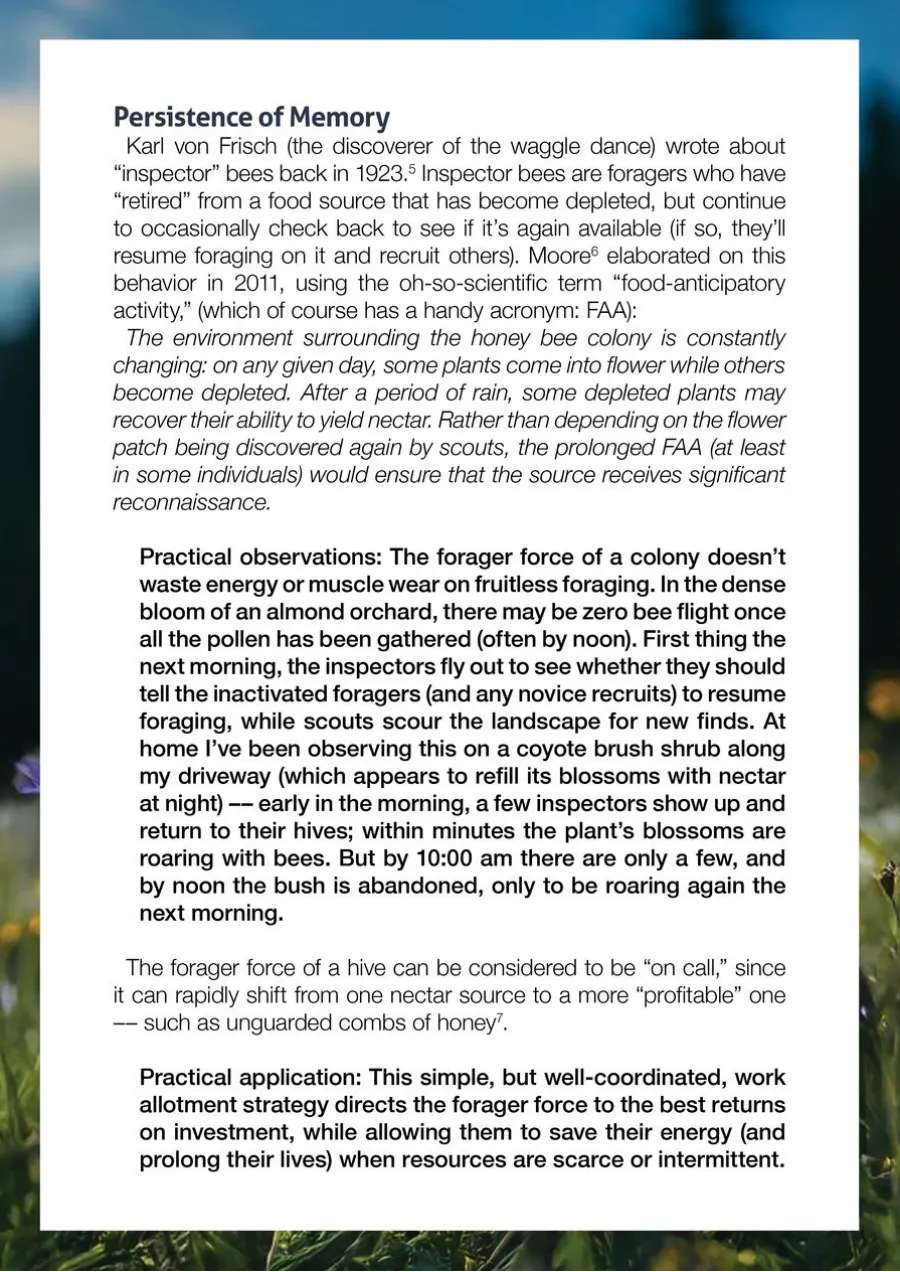 Persistence of Memory
Karl von Frisch (the discoverer of the waggle dance) wrote about
“inspector” bees back in 1923.⁵ Inspector bees are foragers who have
“retired” from a food source that has become depleted, but continue
to occasionally check back to see if it’s again available (if so, they’ll
resume foraging on it and recruit others). Moore⁶ elaborated on this
behavior in 2011, using the oh-so-scientific term “food-anticipatory
activity,” (which of course has a handy acronym: FAA):
The environment surrounding the honey bee colony is constantly
changing: on any given day, some plants come into flower while others
become depleted. After a period of rain, some depleted plants may
recover their ability to yield nectar. Rather than depending on the flower
patch being discovered again by scouts, the prolonged FAA (at least
in some individuals) would ensure that the source receives significant
reconnaissance.
Practical observations: The forager force of a colony doesn’t
waste energy or muscle wear on fruitless foraging. In the dense
bloom of an almond orchard, there may be zero bee flight once
all the pollen has been gathered (often by noon). First thing the
next morning, the inspectors fly out to see whether they should
tell the inactivated foragers (and any novice recruits) to resume
foraging, while scouts scour the landscape for new finds. At
home I’ve been observing this on a coyote brush shrub along
my driveway (which appears to refill its blossoms with nectar
at night) –– early in the morning, a few inspectors show up and
return to their hives; within minutes the plant’s blossoms are
roaring with bees. But by 10:00 am there are only a few, and
by noon the bush is abandoned, only to be roaring again the
next morning.
The forager force of a hive can be considered to be “on call,” since
it can rapidly shift from one nectar source to a more “profitable” one
–– such as unguarded combs of honey⁷.
Practical application: This simple, but well-coordinated, work
allotment strategy directs the forager force to the best returns
on investment, while allowing them to save their energy (and
prolong their lives) when resources are scarce or intermittent.